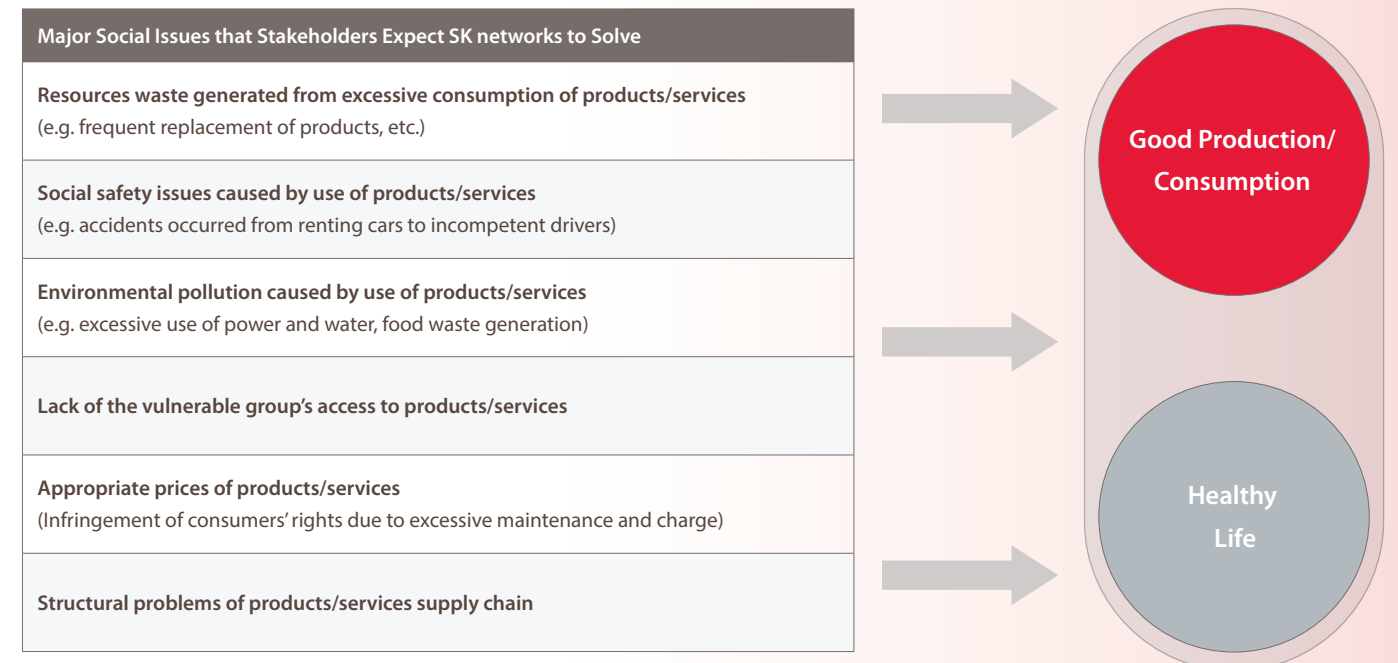 Major Social Issues that Stakeholders Expect SK networks to Solve
Resources waste generated from excessive consumption of products/services
(e.g. frequent replacement of products, etc.)
Social safety issues caused by use of products/services
(e.g. accidents occurred from renting cars to incompetent drivers)
Environmental pollution caused by use of products/services
(e.g. excessive use of power and water, food waste generation)
Lack of the vulnerable group's access to products/services
Appropriate prices of products/services
(Infringement of consumers' rights due to excessive maintenance and charge)
Structural problems of products/services supply chain
Good Production/
Consumption
Healthy
Life